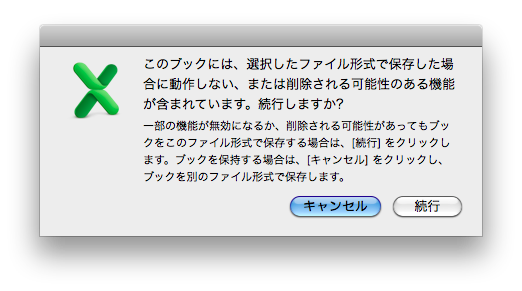 このブックには、選択したファイル形式で保存した場
合に動作しない、または削除される可能性のある機能
が含まれています。続行しますか?
一部の機能が無効になるか、削除される可能性があってもブッ
クをこのファイル形式で保存する場合は、[続行] をクリックし
ます。ブックを保持する場合は、[キャンセル] をクリックし、
ブックを別のファイル形式で保存します。
キャンセル
続行